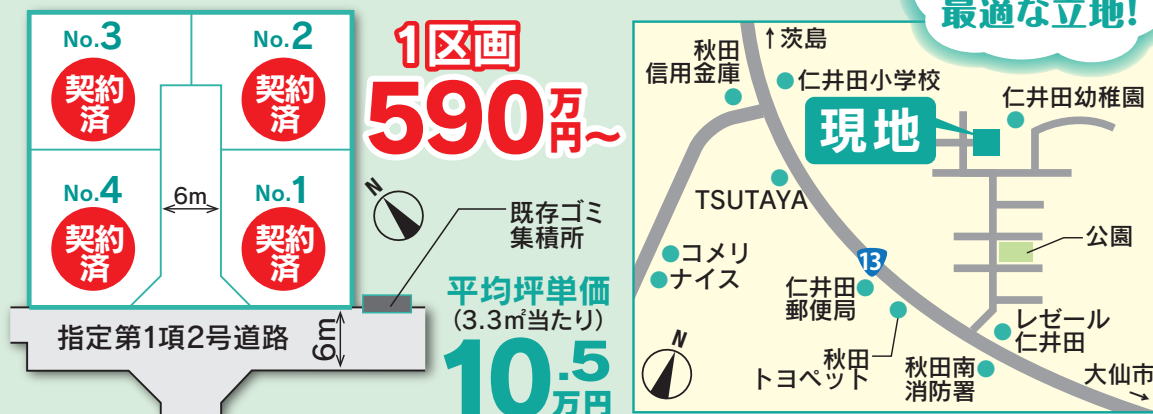 No.3
契約
済
No.2
契約
済
No.4
契約
済
6m
No.1
契約
済
指定第1項2号道路
6m
1区画
590万円〜
N
既存ゴミ
集積所
平均坪単価
(3.3㎡当たり)
10.5
万円
最適な立地!
↑茨島
秋田
信用金庫
仁井田小学校
仁井田幼稚園
現地
TSUTAYA
公園
コメリ
ナイス
13
仁井田
郵便局
レゼール
仁井田
N
秋田
トヨペット
秋田南
消防署
大仙市
→